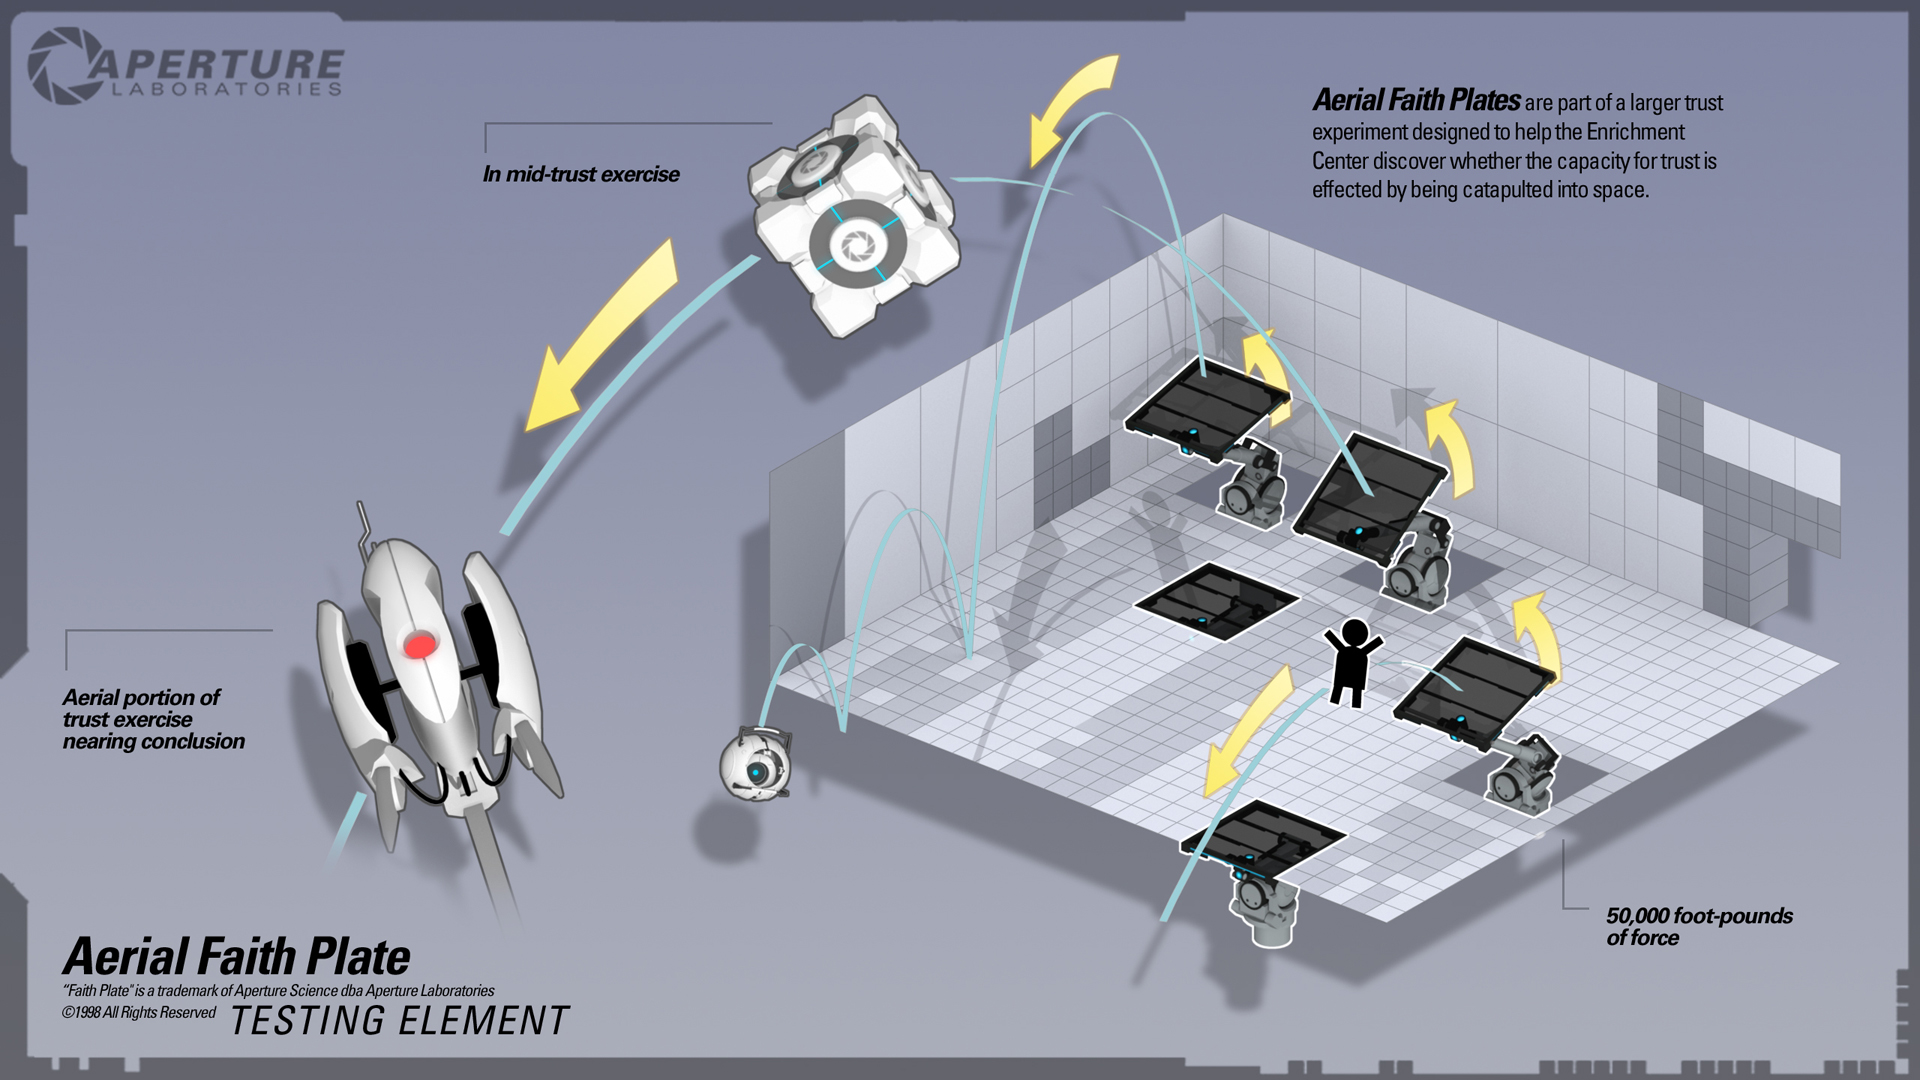 APERTURE
LABORATORIES
In mid-trust exercise
Aerial Faith Plates are part of a larger trust
experiment designed to help the Enrichment
Center discover whether the capacity for trust is
effected by being catapulted into space.
Aerial portion of
trust exercise
nearing conclusion
50,000 foot-pounds
of force
Aerial Faith Plate
“Faith Plate" is a trademark of Aperture Science dba Aperture Laboratories
©1998 All Rights Reserved
TESTING ELEMENT